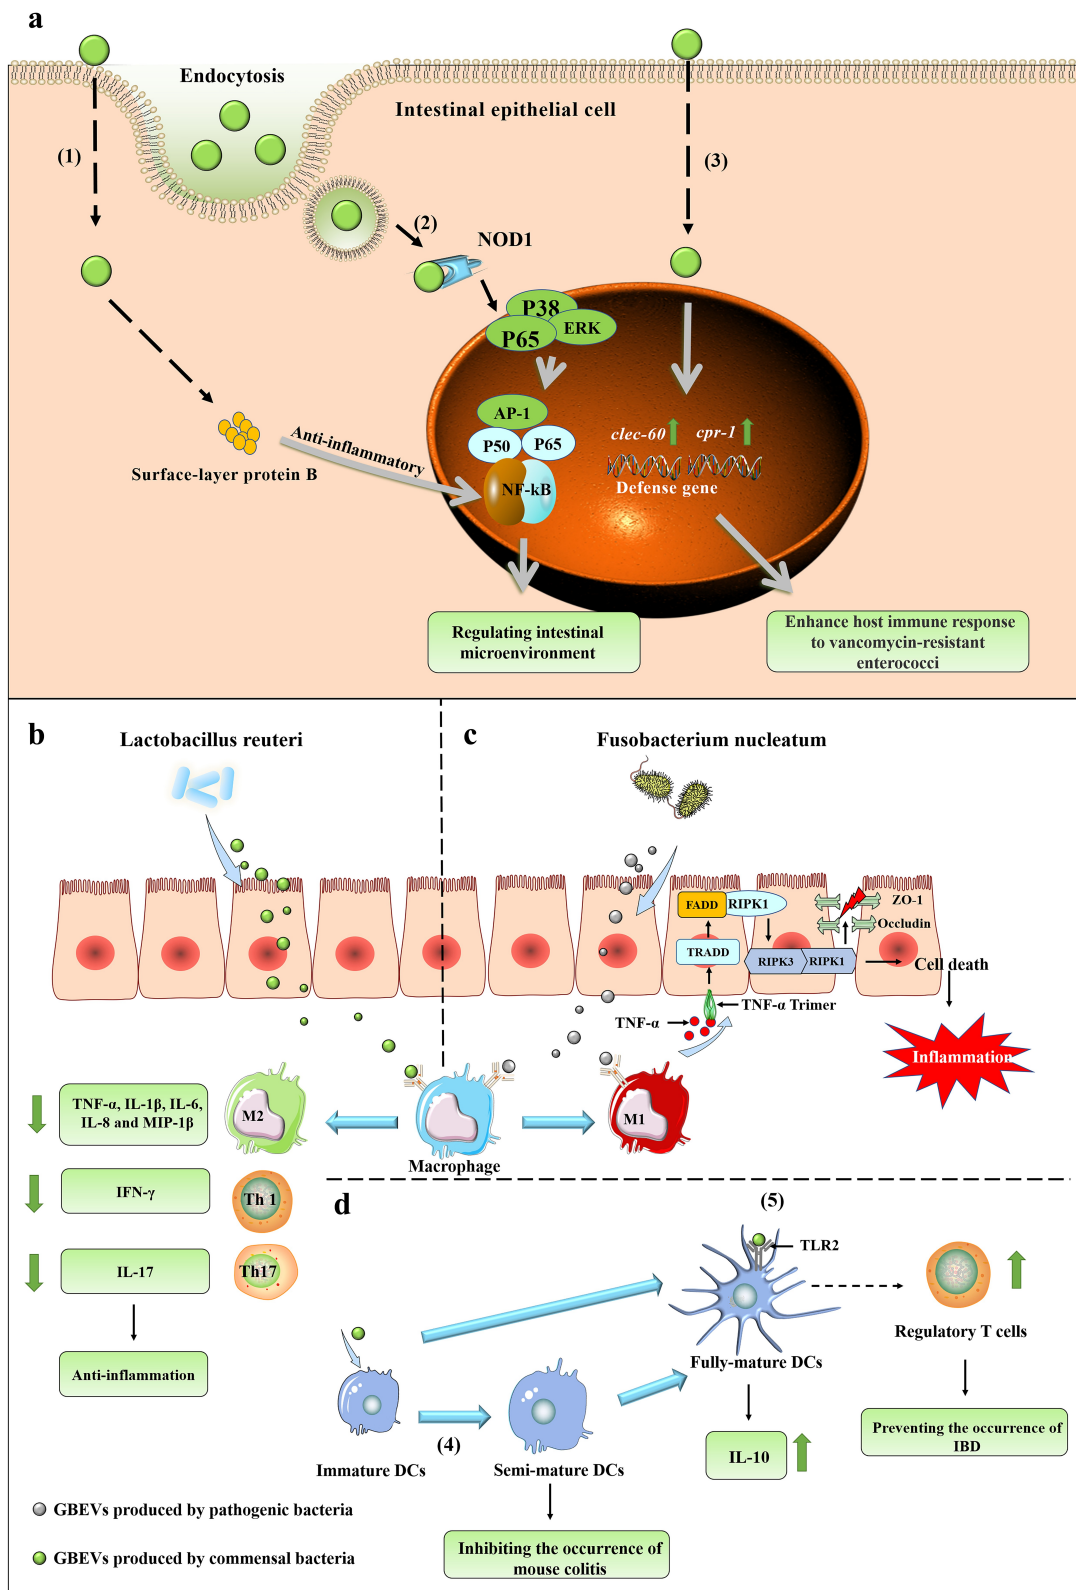 a
Endocytosis
Intestinal epithelial cell
(1)
(2)
(3)
NOD1
P38
P65
ERK
AP-1
P50
P65
NF-kB
clec-60
cpr-1
Defense gene
Anti-inflammatory
Surface-layer protein B
Regulating intestinal
microenvironment
Enhance host immune response
to vancomycin-resistant
enterococci
b
Lactobacillus reuteri
c
Fusobacterium nucleatum
FADD
RIPK1
ZO-1
Occludin
TRADD
RIPK3
RIPK1
Cell death
TNF-α Trimer
TNF-α
Inflammation
TNF-α, IL-1β, IL-6,
IL-8 and MIP-1β
M2
M1
Macrophage
IFN-γ
Th 1
IL-17
Th17
Anti-inflammation
d
(5)
TLR2
Regulatory T cells
Fully-mature DCs
(4)
Immature DCs
Semi-mature DCs
IL-10
Preventing the occurrence of
IBD
Inhibiting the occurrence of
mouse colitis
GBEVs produced by pathogenic bacteria
GBEVs produced by commensal bacteria